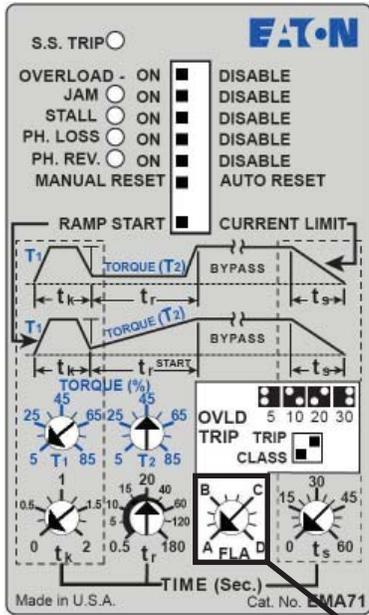 EATON
S.S. TRIP
OVERLOAD - ON DISABLE
JAM ON DISABLE
STALL ON DISABLE
PH. LOSS ON DISABLE
PH. REV. ON DISABLE
MANUAL RESET AUTO RESET
RAMP START CURRENT LIMIT
T1 TORQUE (T2) BYPASS
tk tr ts
T1 TORQUE (T2) BYPASS
tk tr START ts
TORQUE (%)
45 45
25 65 25 65
5 T1 85 5 T2 85
OVLD 5 10 20 30
TRIP TRIP
CLASS
1 20 30
0.5 1.5 5 10 15 40 60 120 B C 15 45
0 tk 2 0.5 tr 180 A FLA D 0 ts 60
TIME (Sec.)
Made in U.S.A. Cat. No. EMA71